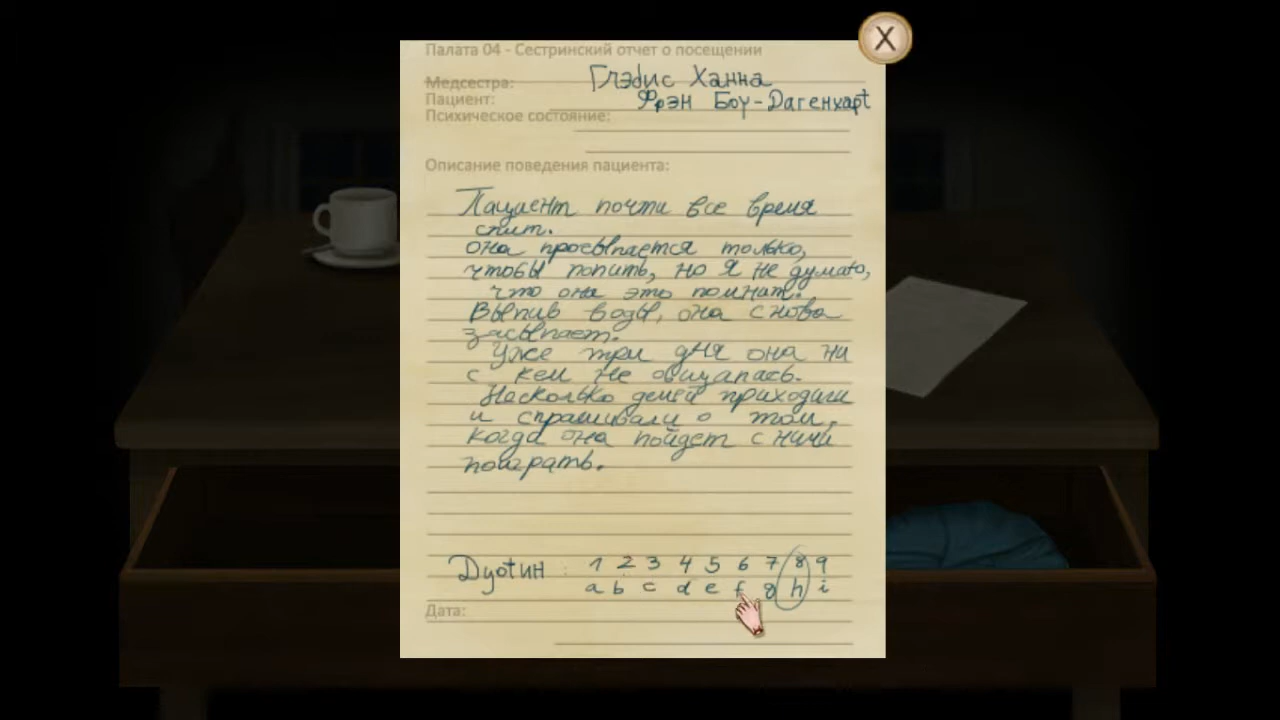 X
Палата 04 - Сестринский отчет о посещении
Медсестра: Глэдис Ханна
Пациент: Фрэн Боу-Дагенхарt
Психическое состояние:
Описание поведения пациента:
Пациент почти все время
спит.
она просыпается только,
чтобы попить, но я не думаю,
что она это помнит.
Выпив воды, она снова
засыпает.
Уже три дня она ни
с кем не общалась.
Несколько детей приходили
и спрашивали о том,
когда она пойдет с ними
поиграть.
Дуоtин : 1 2 3 4 5 6 7 8 9
a b c d e f g h i
Дата: